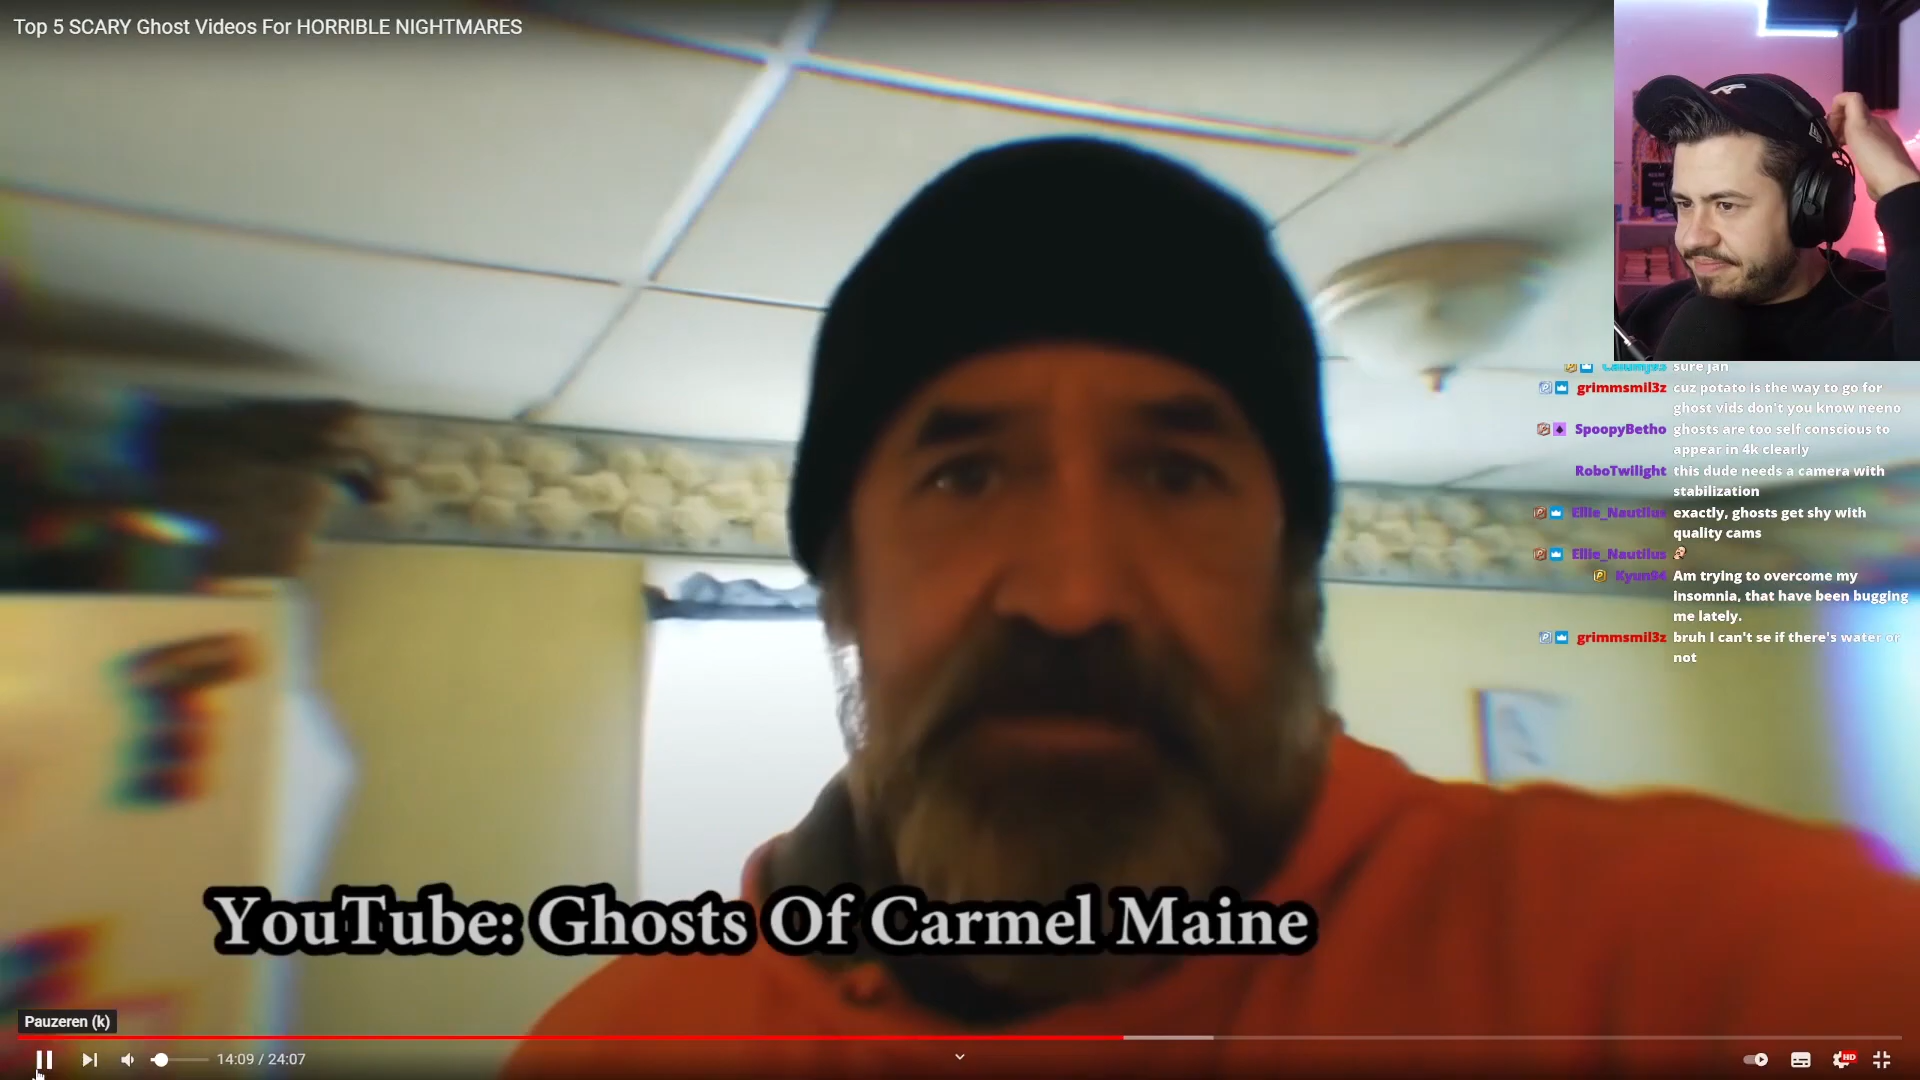 Top 5 SCARY Ghost Videos For HORRIBLE NIGHTMARES
sure jan
grimmsmil3z cuz potato is the way to go for
ghost vids don't you know neeno
SpoopyBetho ghosts are too self conscious to
appear in 4k clearly
RoboTwilight this dude needs a camera with
stabilization
Ellie_Nautilus exactly, ghosts get shy with
quality cams
Ellie_Nautilus
Kyun94 Am trying to overcome my
insomnia, that have been bugging
me lately.
grimmsmil3z bruh I can't se if there's water or
not
YouTube: Ghosts Of Carmel Maine
Pauzeren (k)
14:09 / 24:07
HD